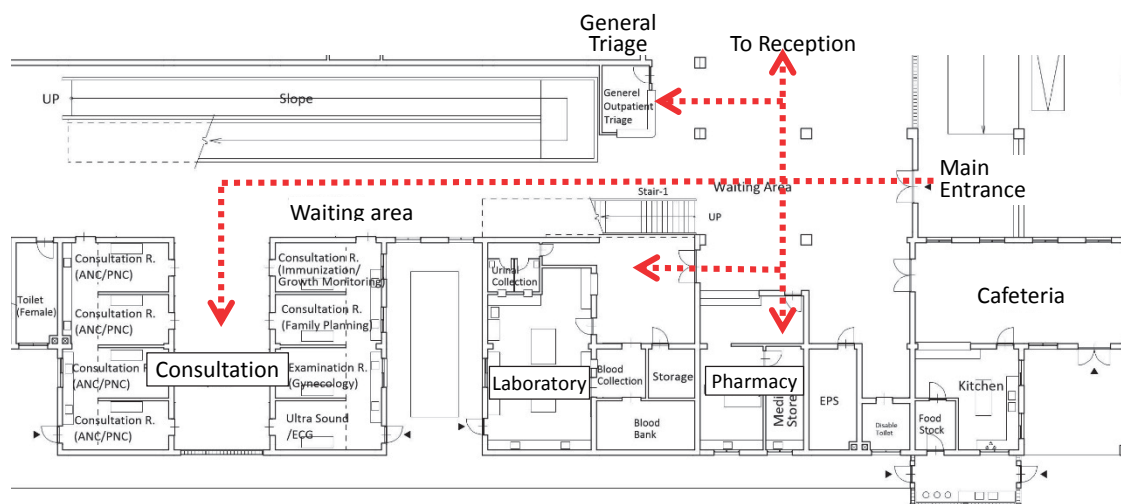 General
Triage
To Reception
Generel
Outpatient
Triage
UP
Slope
Main
Entrance
Waiting Area
Stair-1
UP
Waiting area
Consultation R.
(ANC/PNC)
Consultation R.
(Immunization/
Growth Monitoring)
Urinal
Collection
Toilet
(Female)
Consultation R.
(ANC/PNC)
Consultation R.
(Family Planning)
Cafeteria
Consultation R.
(ANC/PNC)
Consultation
Examination R.
(Gynecology)
Laboratory
Blood
Collection
Storage
Pharmacy
Store
EPS
Kitchen
Consultation R.
(ANC/PNC)
Ultra Sound
/ECG
Blood
Bank
Disable
Toilet
Food
Stock